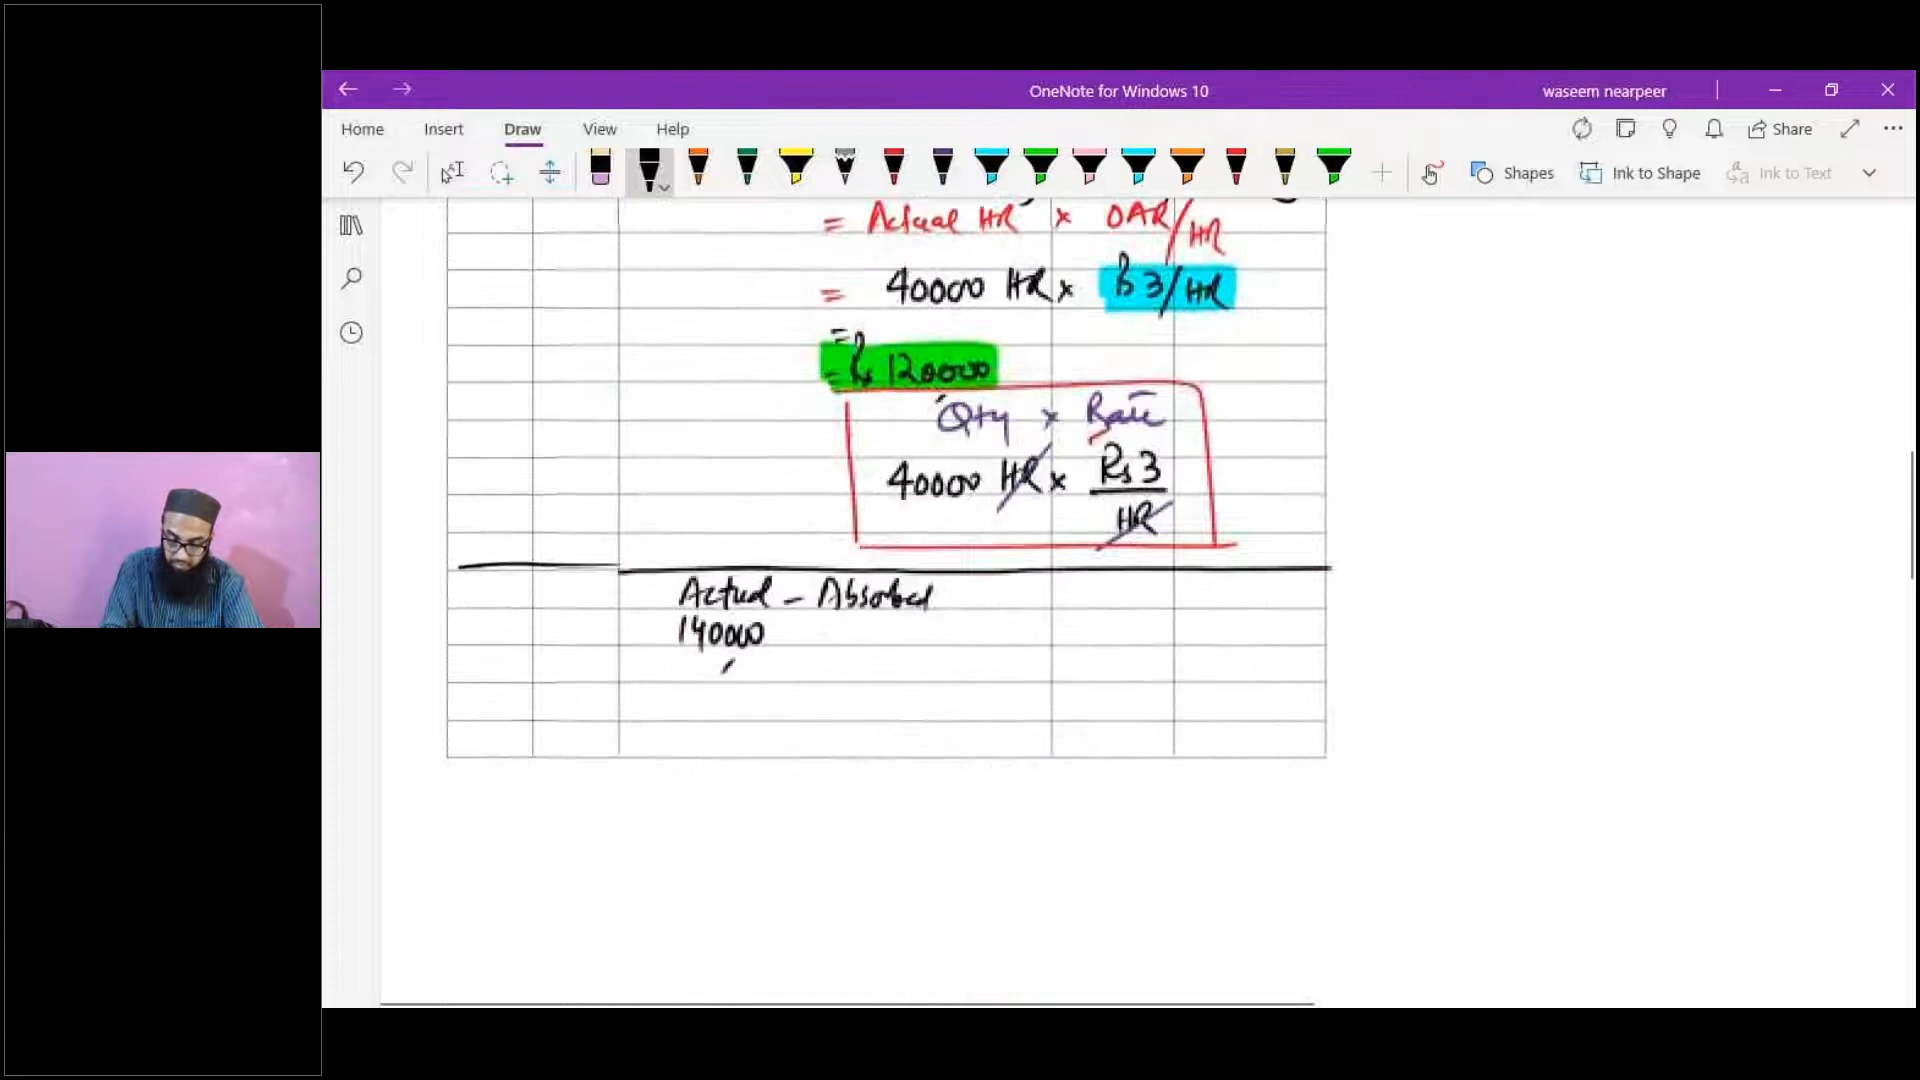 OneNote for Windows 10
waseem nearpeer
Home Insert Draw View Help
Share
Shapes
Ink to Shape
Ink to Text
= Actual HR x OAR/HR
= 40000 HR x Rs 3/HR
=
= Rs 120000
Qty x Rate
40000 HR x Rs 3
HR
Actual - Absorbed
140000